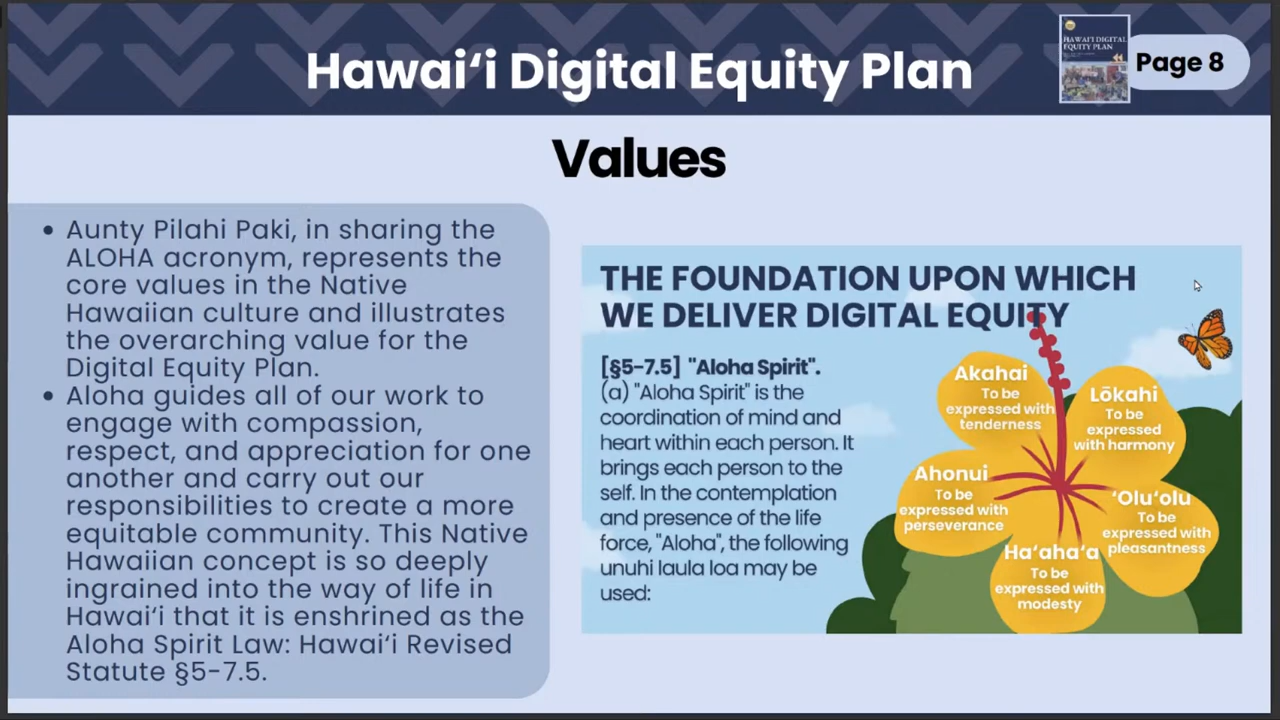 Hawaiʻi Digital Equity Plan
HAWAIʻI DIGITAL
EQUITY PLAN
Page 8
Values
• Aunty Pilahi Paki, in sharing the
ALOHA acronym, represents the
core values in the Native
Hawaiian culture and illustrates
the overarching value for the
Digital Equity Plan.
• Aloha guides all of our work to
engage with compassion,
respect, and appreciation for one
another and carry out our
responsibilities to create a more
equitable community. This Native
Hawaiian concept is so deeply
ingrained into the way of life in
Hawaiʻi that it is enshrined as the
Aloha Spirit Law: Hawaiʻi Revised
Statute §5-7.5.
THE FOUNDATION UPON WHICH
WE DELIVER DIGITAL EQUITY
[§5-7.5] "Aloha Spirit".
(a) "Aloha Spirit" is the
coordination of mind and
heart within each person. It
brings each person to the
self. In the contemplation
and presence of the life
force, "Aloha", the following
unuhi laula loa may be
used:
Akahai
To be
expressed with
tenderness
Lōkahi
To be
expressed
with harmony
Ahonui
To be
expressed with
perseverance
ʻOluʻolu
To be
expressed with
pleasantness
Haʻahaʻa
To be
expressed with
modesty